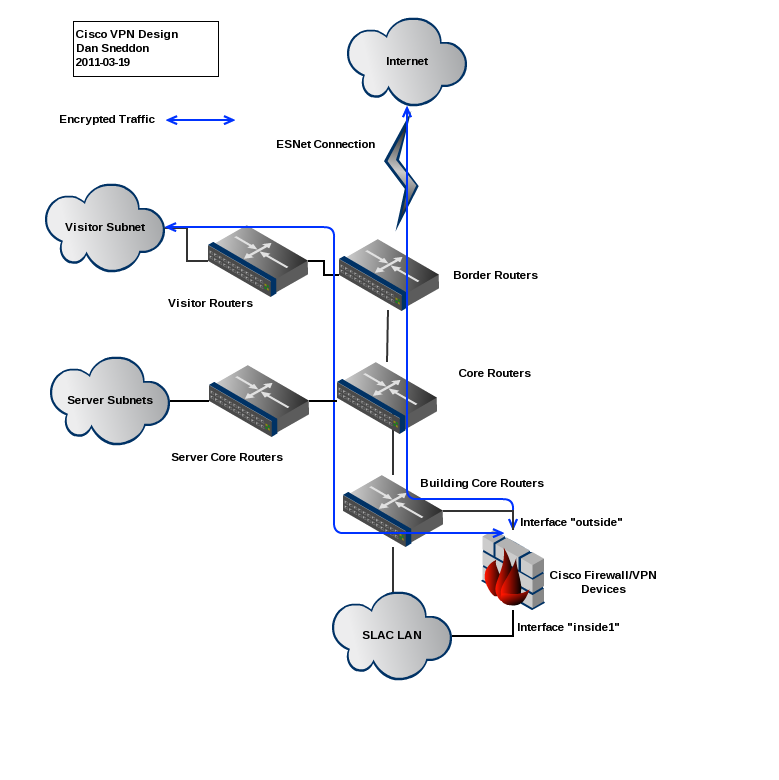 Cisco VPN Design
Dan Sneddon
2011-03-19
Internet
Encrypted Traffic
ESNet Connection
Visitor Subnet
Border Routers
Visitor Routers
Core Routers
Server Subnets
Server Core Routers
Building Core Routers
Interface "outside"
Cisco Firewall/VPN
Devices
Interface "inside1"
SLAC LAN